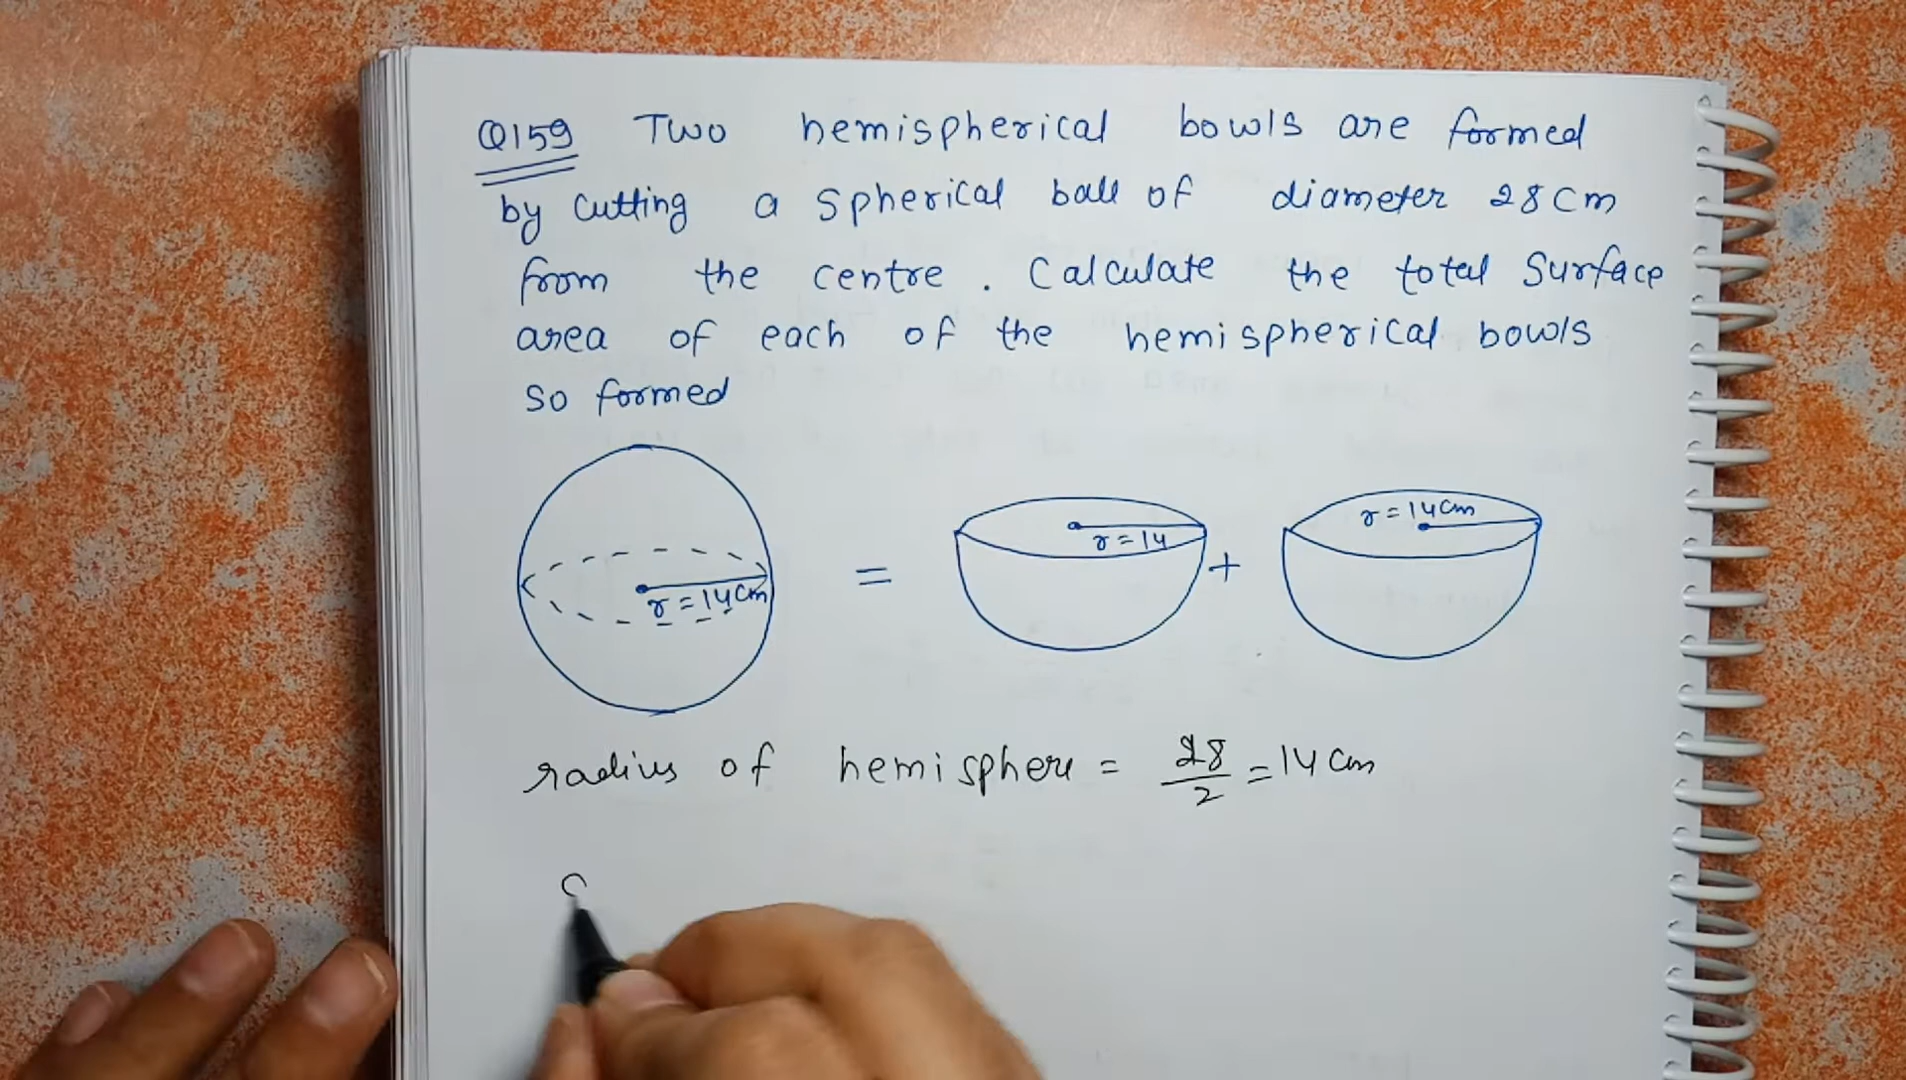 Q159 Two hemispherical bowls are formed
by cutting a spherical ball of diameter 28cm
from the centre . Calculate the total Surface
area of each of the hemispherical bowls
so formed
r = 14cm
=
r = 14
+
r = 14cm
radius of hemisphere = 28/2 = 14 cm